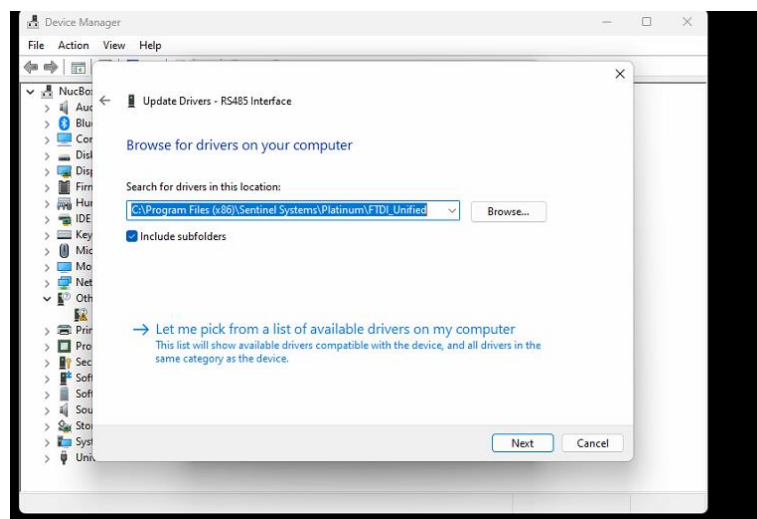 Device Manager
File Action View Help
NucBo
Update Drivers - RS485 Interface
Aud
Blu
Browse for drivers on your computer
Disk
Disp
Search for drivers in this location:
Firn
Hur
C:\Program Files (x86)\Sentinel Systems\Platinum\FTDI_Unified
Browse...
IDE
Key
Include subfolders
Mic
Mo
Net
Oth
Let me pick from a list of available drivers on my computer
Prir
This list will show available drivers compatible with the device, and all drivers in the
Pro
same category as the device.
Sec
Soft
Soft
Sou
Sto
Syst
Next Cancel
Univ